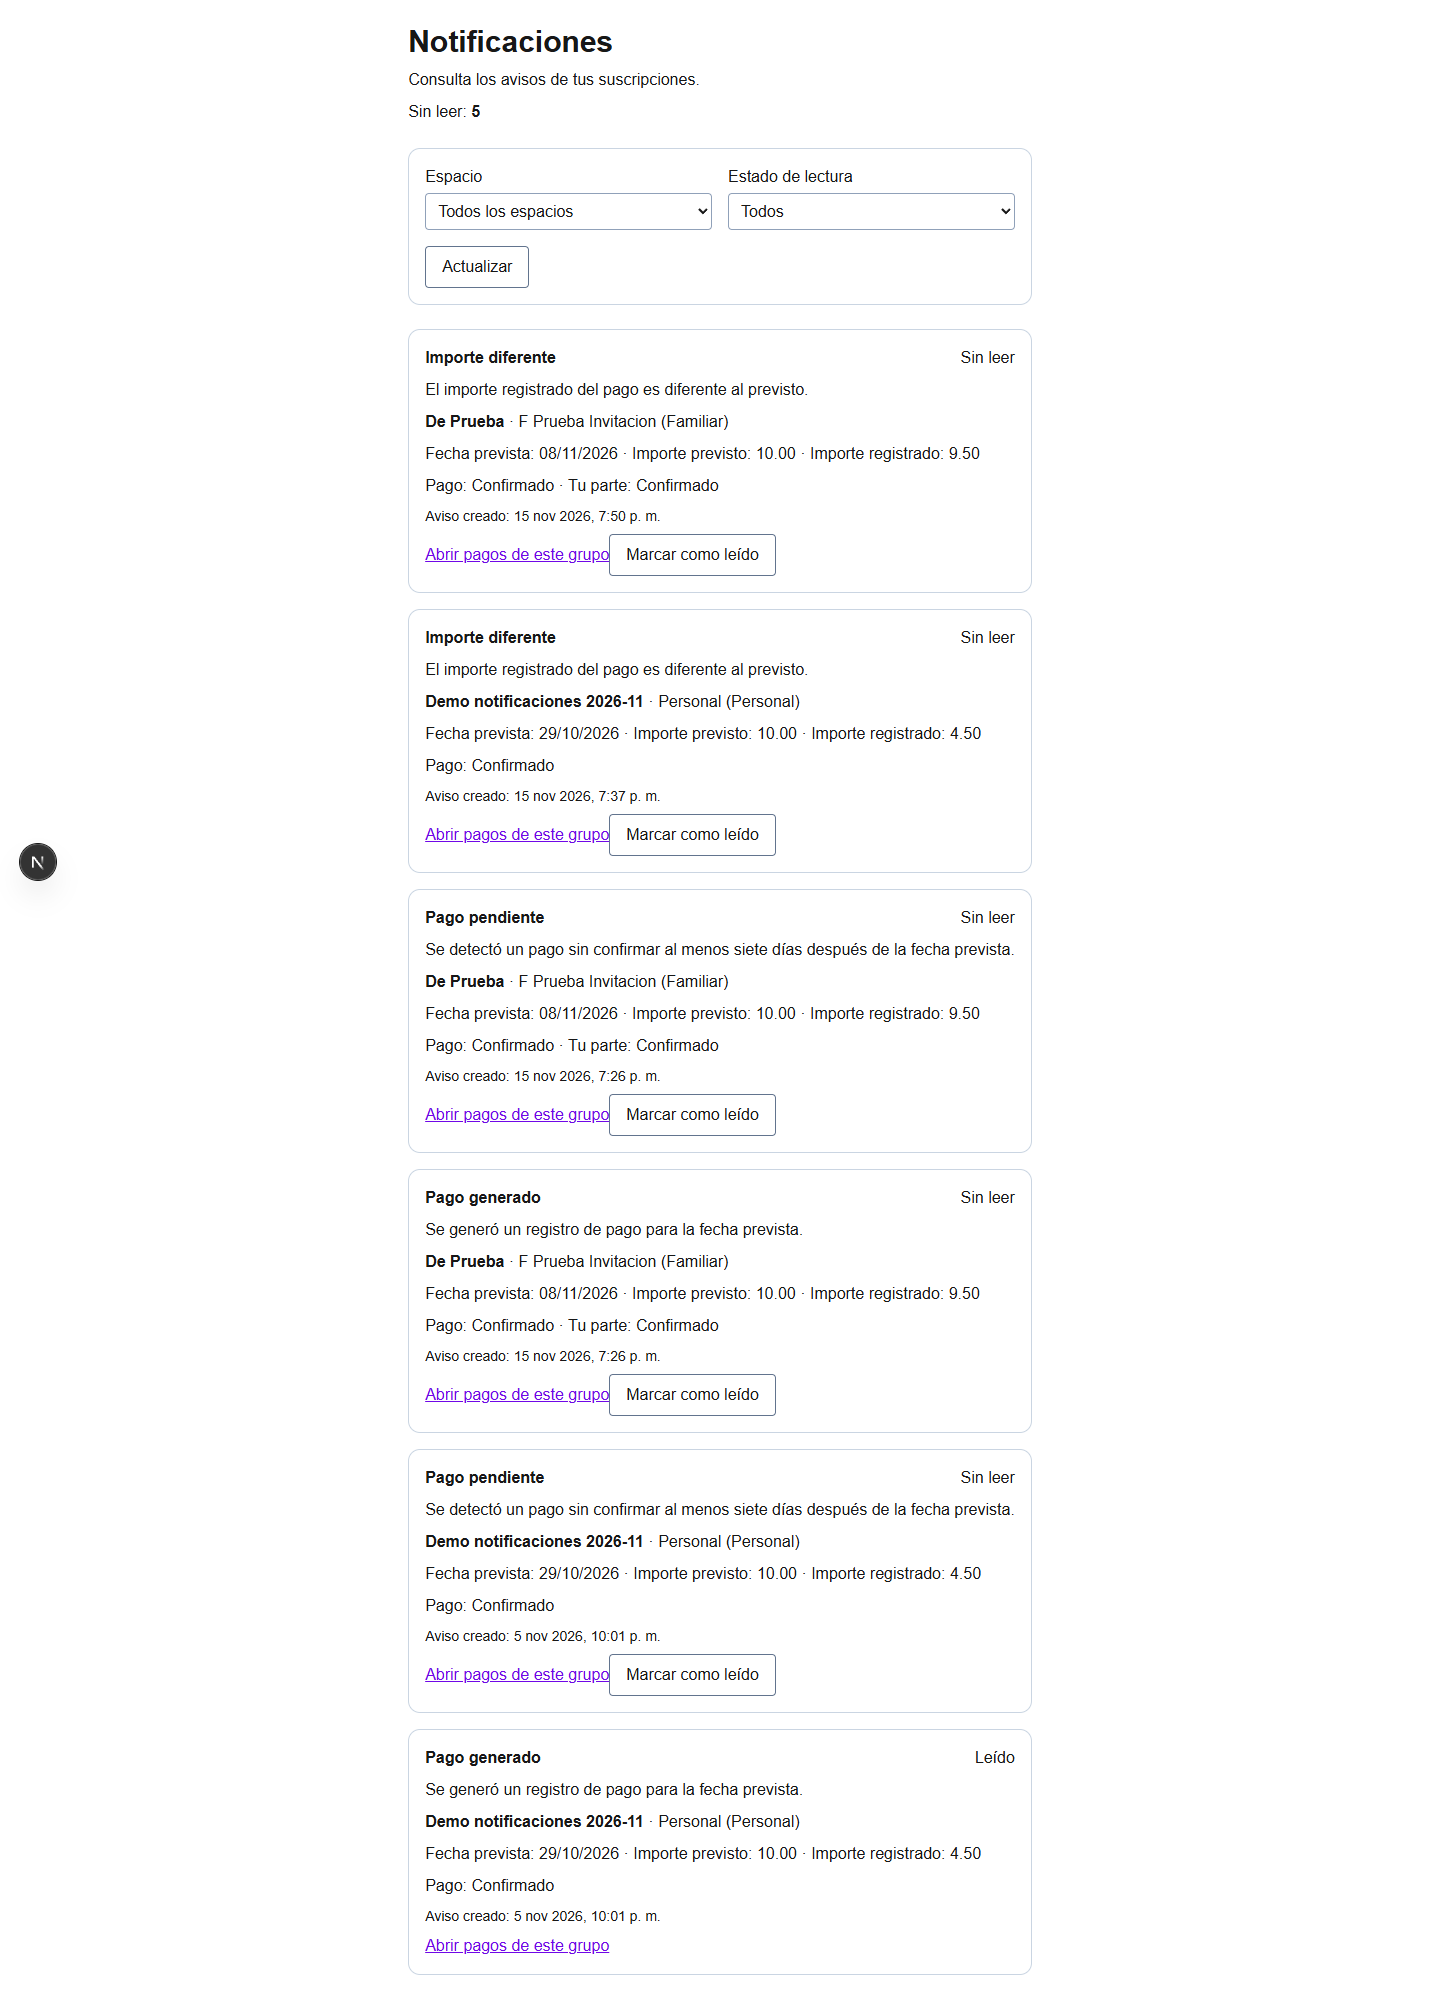 Notificaciones
Consulta los avisos de tus suscripciones.
Sin leer: 5
Espacio
Estado de lectura
Todos los espacios
Todos
Actualizar
Importe diferente
Sin leer
El importe registrado del pago es diferente al previsto.
De Prueba · F Prueba Invitacion (Familiar)
Fecha prevista: 08/11/2026 · Importe previsto: 10.00 · Importe registrado: 9.50
Pago: Confirmado · Tu parte: Confirmado
Aviso creado: 15 nov 2026, 7:50 p. m.
Abrir pagos de este grupo
Marcar como leído
Importe diferente
Sin leer
El importe registrado del pago es diferente al previsto.
Demo notificaciones 2026-11 · Personal (Personal)
Fecha prevista: 29/10/2026 · Importe previsto: 10.00 · Importe registrado: 4.50
Pago: Confirmado
Aviso creado: 15 nov 2026, 7:37 p. m.
Abrir pagos de este grupo
Marcar como leído
Pago pendiente
Sin leer
Se detectó un pago sin confirmar al menos siete días después de la fecha prevista.
De Prueba · F Prueba Invitacion (Familiar)
Fecha prevista: 08/11/2026 · Importe previsto: 10.00 · Importe registrado: 9.50
Pago: Confirmado · Tu parte: Confirmado
Aviso creado: 15 nov 2026, 7:26 p. m.
Abrir pagos de este grupo
Marcar como leído
Pago generado
Sin leer
Se generó un registro de pago para la fecha prevista.
De Prueba · F Prueba Invitacion (Familiar)
Fecha prevista: 08/11/2026 · Importe previsto: 10.00 · Importe registrado: 9.50
Pago: Confirmado · Tu parte: Confirmado
Aviso creado: 15 nov 2026, 7:26 p. m.
Abrir pagos de este grupo
Marcar como leído
Pago pendiente
Sin leer
Se detectó un pago sin confirmar al menos siete días después de la fecha prevista.
Demo notificaciones 2026-11 · Personal (Personal)
Fecha prevista: 29/10/2026 · Importe previsto: 10.00 · Importe registrado: 4.50
Pago: Confirmado
Aviso creado: 5 nov 2026, 10:01 p. m.
Abrir pagos de este grupo
Marcar como leído
Pago generado
Leído
Se generó un registro de pago para la fecha prevista.
Demo notificaciones 2026-11 · Personal (Personal)
Fecha prevista: 29/10/2026 · Importe previsto: 10.00 · Importe registrado: 4.50
Pago: Confirmado
Aviso creado: 5 nov 2026, 10:01 p. m.
Abrir pagos de este grupo
N